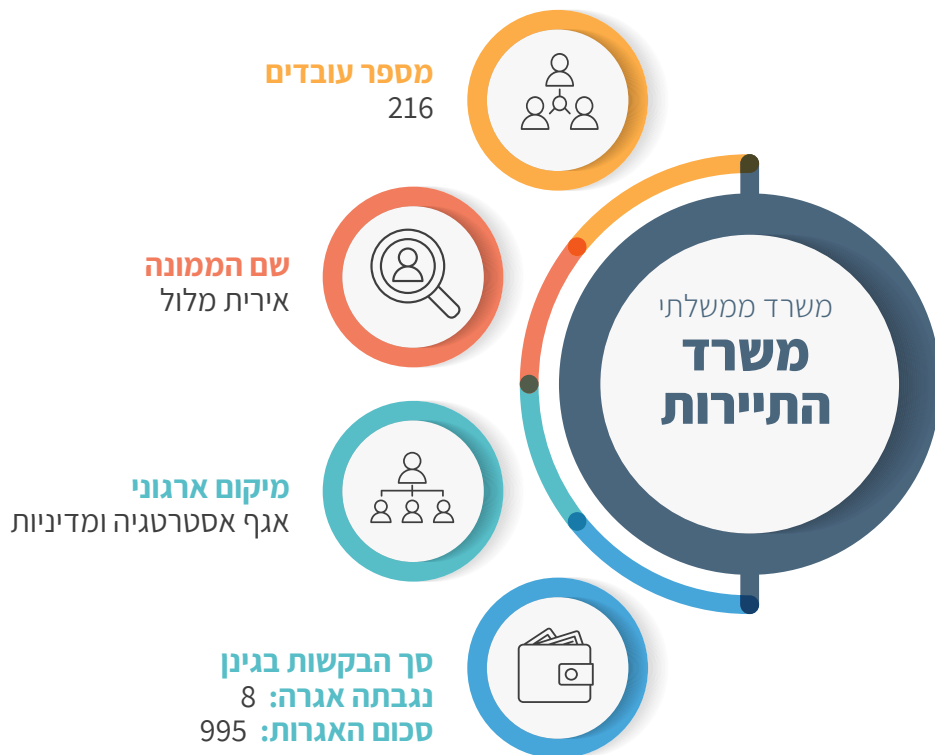 משרד ממשלתי
משרד
התיירות
מספר עובדים
216
שם הממונה
אירית מלול
מיקום ארגוני
אגף אסטרטגיה ומדיניות
סך הבקשות בגינן
נגבתה אגרה: 8
סכום האגרות: 995